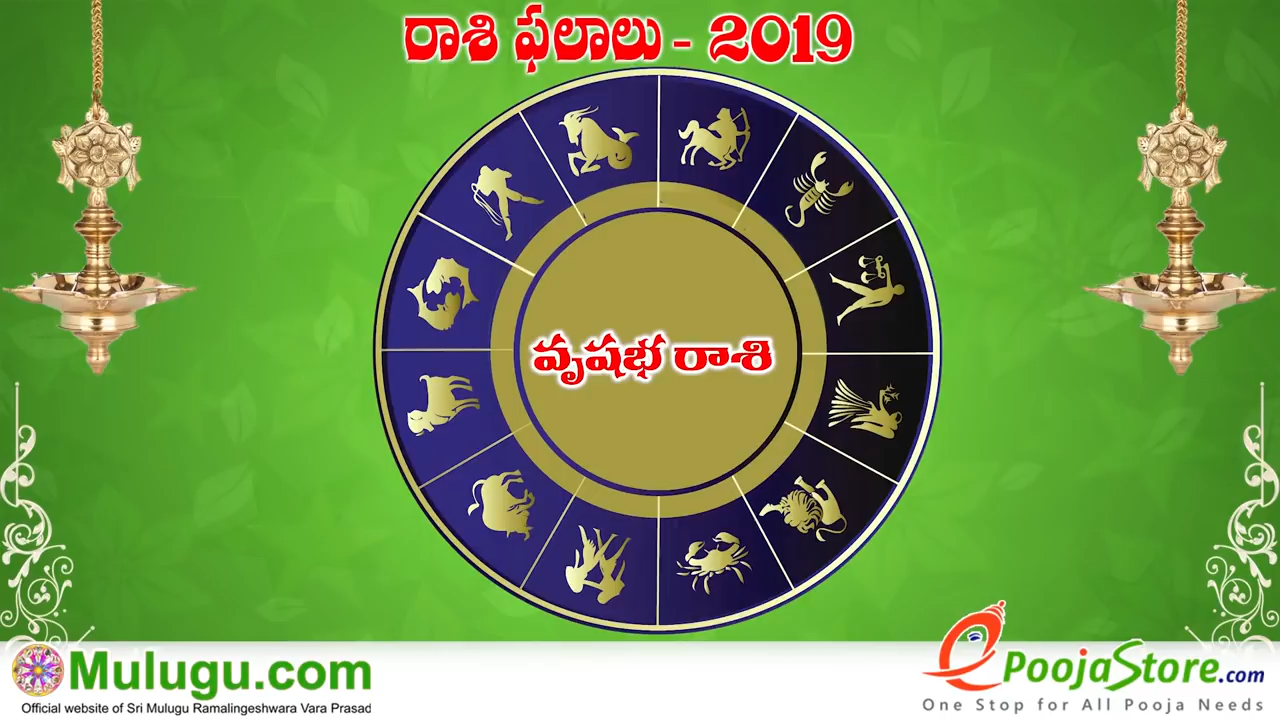 రాశి ఫలాలు - 2019
వృషభ రాశి
Mulugu.com
Official website of Sri Mulugu Ramalingeshwara Vara Prasad
ePoojaStore.com
One Stop for All Pooja Needs